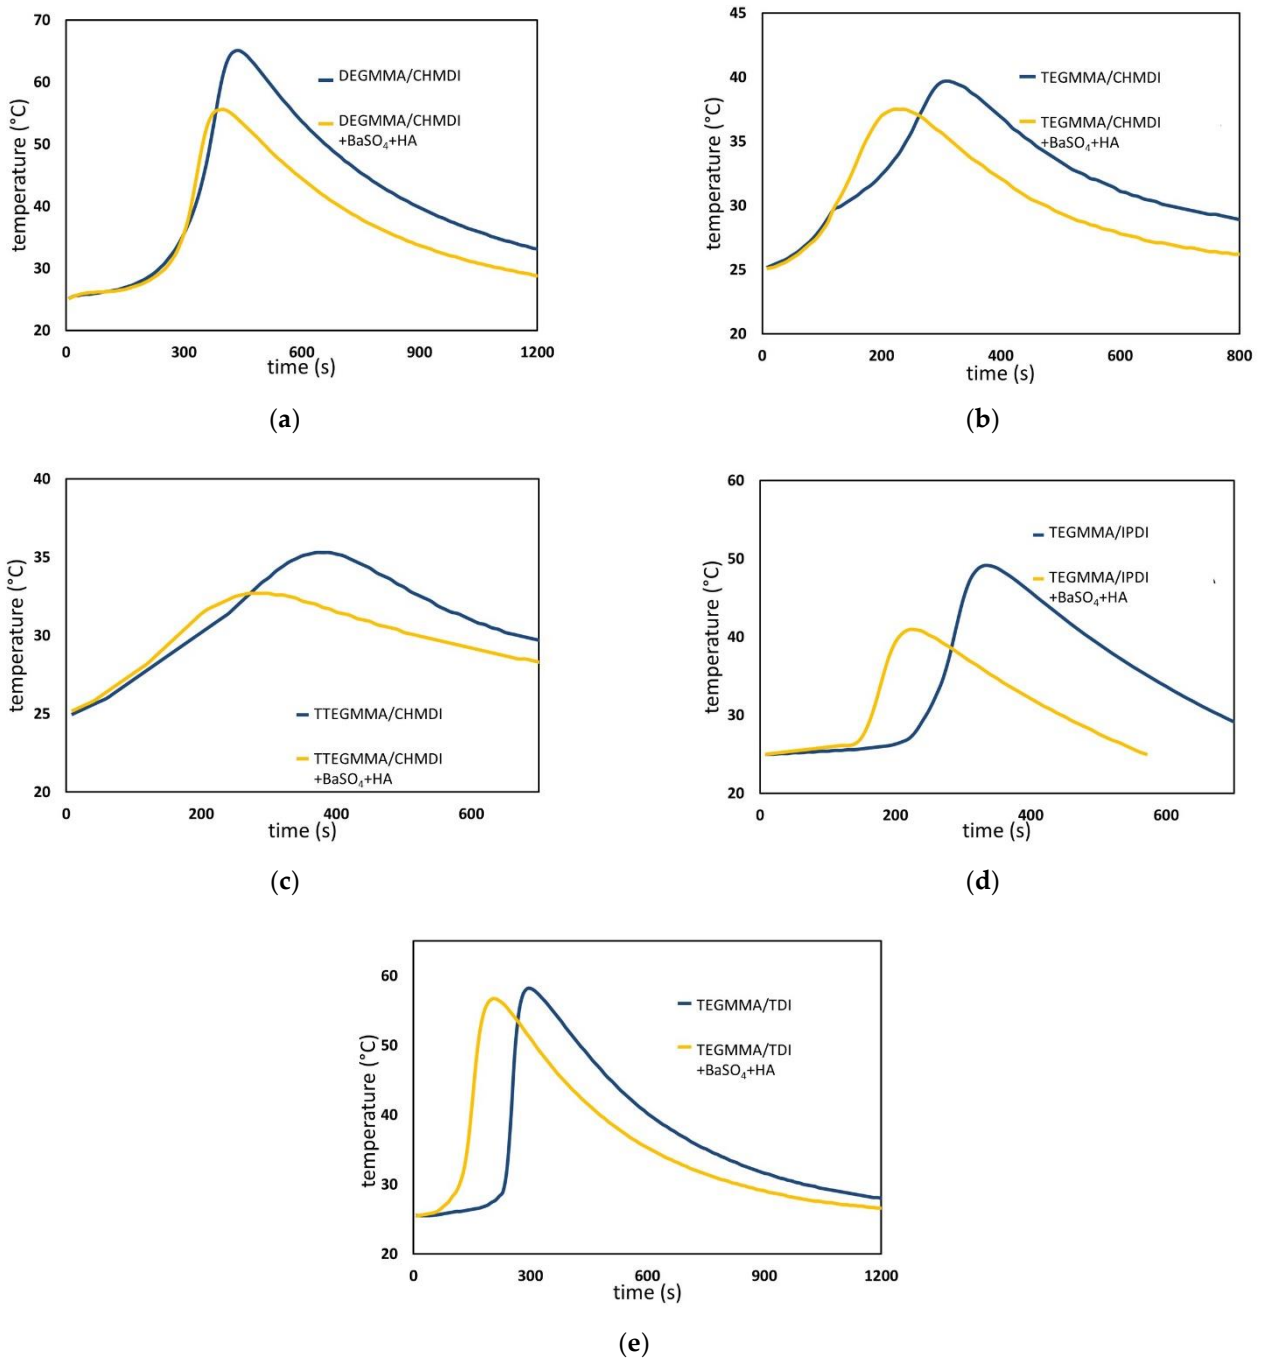 70
60
50
40
30
20
temperature (°C)
DEGMMA/CHMDI
DEGMMA/CHMDI
+BaSO₄+HA
0 300 600 900 1200
time (s)
(a)
45
40
35
30
25
20
temperature (°C)
TEGMMA/CHMDI
TEGMMA/CHMDI
+BaSO₄+HA
0 200 400 600 800
time (s)
(b)
40
35
30
25
20
temperature (°C)
TTEGMMA/CHMDI
TTEGMMA/CHMDI
+BaSO₄+HA
0 200 400 600
time (s)
(c)
60
50
40
30
20
temperature (°C)
TEGMMA/IPDI
TEGMMA/IPDI
+BaSO₄+HA
0 200 400 600
time (s)
(d)
60
50
40
30
20
temperature (°C)
TEGMMA/TDI
TEGMMA/TDI
+BaSO₄+HA
0 300 600 900 1200
time (s)
(e)